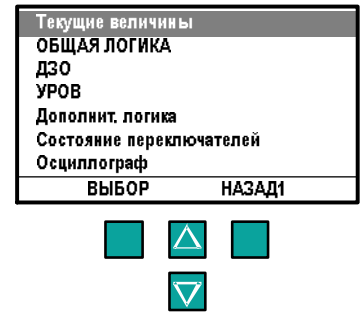 Текущие величины
ОБЩАЯ ЛОГИКА
ДЗО
УРОВ
Дополнит. логика
Состояние переключателей
Осциллограф
ВЫБОР НАЗАД1